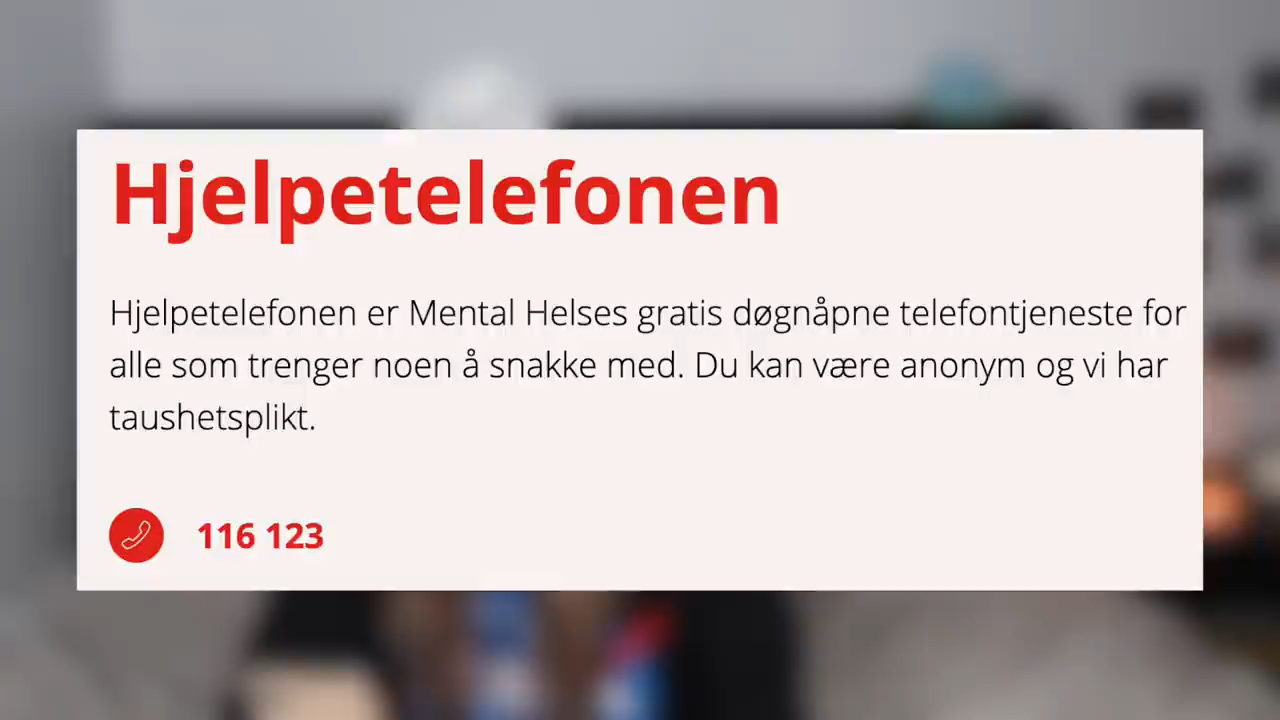 Hjelpetelefonen
Hjelpetelefonen er Mental Helses gratis døgnåpne telefontjeneste for
alle som trenger noen å snakke med. Du kan være anonym og vi har
taushetsplikt.
116 123